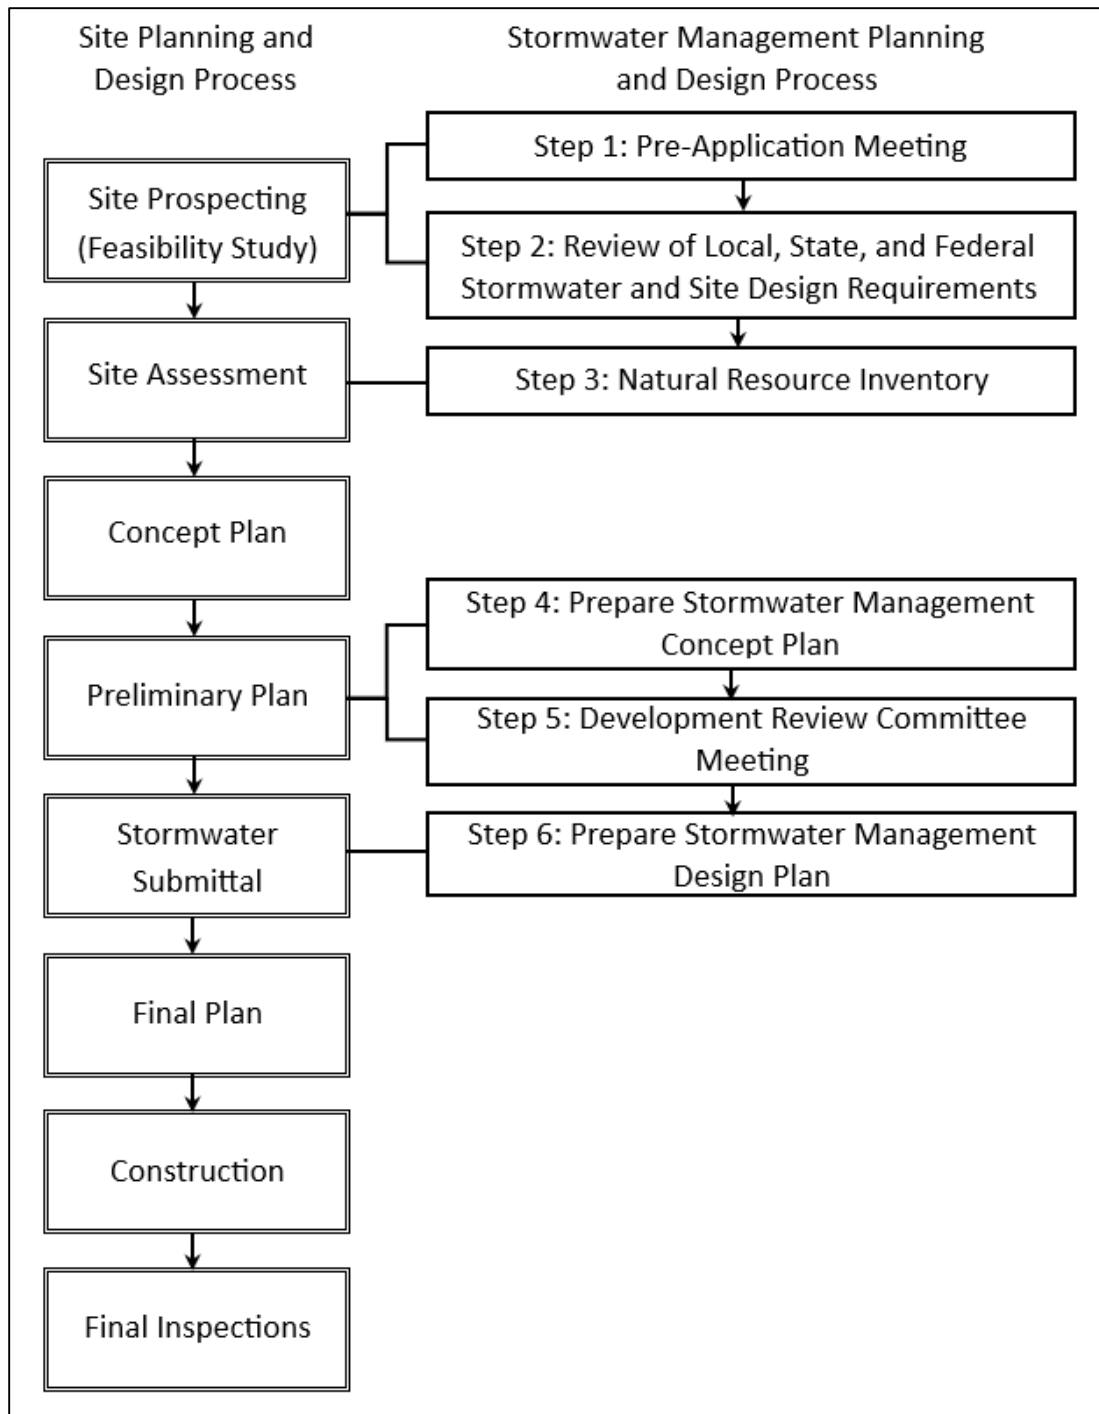 Site Planning and
Design Process
Stormwater Management Planning
and Design Process
Site Prospecting
(Feasibility Study)
Step 1: Pre-Application Meeting
Step 2: Review of Local, State, and Federal
Stormwater and Site Design Requirements
Site Assessment
Step 3: Natural Resource Inventory
Concept Plan
Preliminary Plan
Step 4: Prepare Stormwater Management
Concept Plan
Step 5: Development Review Committee
Meeting
Stormwater
Submittal
Step 6: Prepare Stormwater Management
Design Plan
Final Plan
Construction
Final Inspections